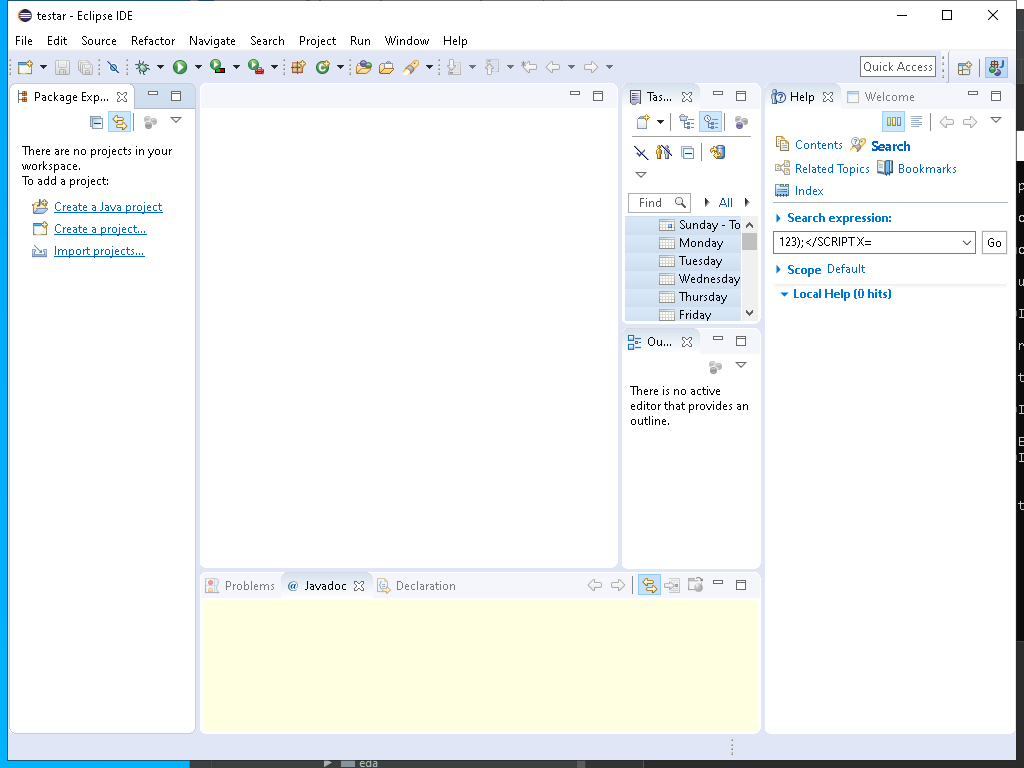 testar - Eclipse IDE
File Edit Source Refactor Navigate Search Project Run Window Help
Quick Access
Package Exp...
There are no projects in your
workspace.
To add a project:
Create a Java project
Create a project...
Import projects...
Tas...
Find
All
Sunday - To
Monday
Tuesday
Wednesday
Thursday
Friday
Ou...
There is no active
editor that provides an
outline.
Help
Welcome
Contents
Search
Related Topics
Bookmarks
Index
Search expression:
123);</SCRIPT X=
Go
Scope Default
Local Help (0 hits)
Problems
@ Javadoc
Declaration
eda